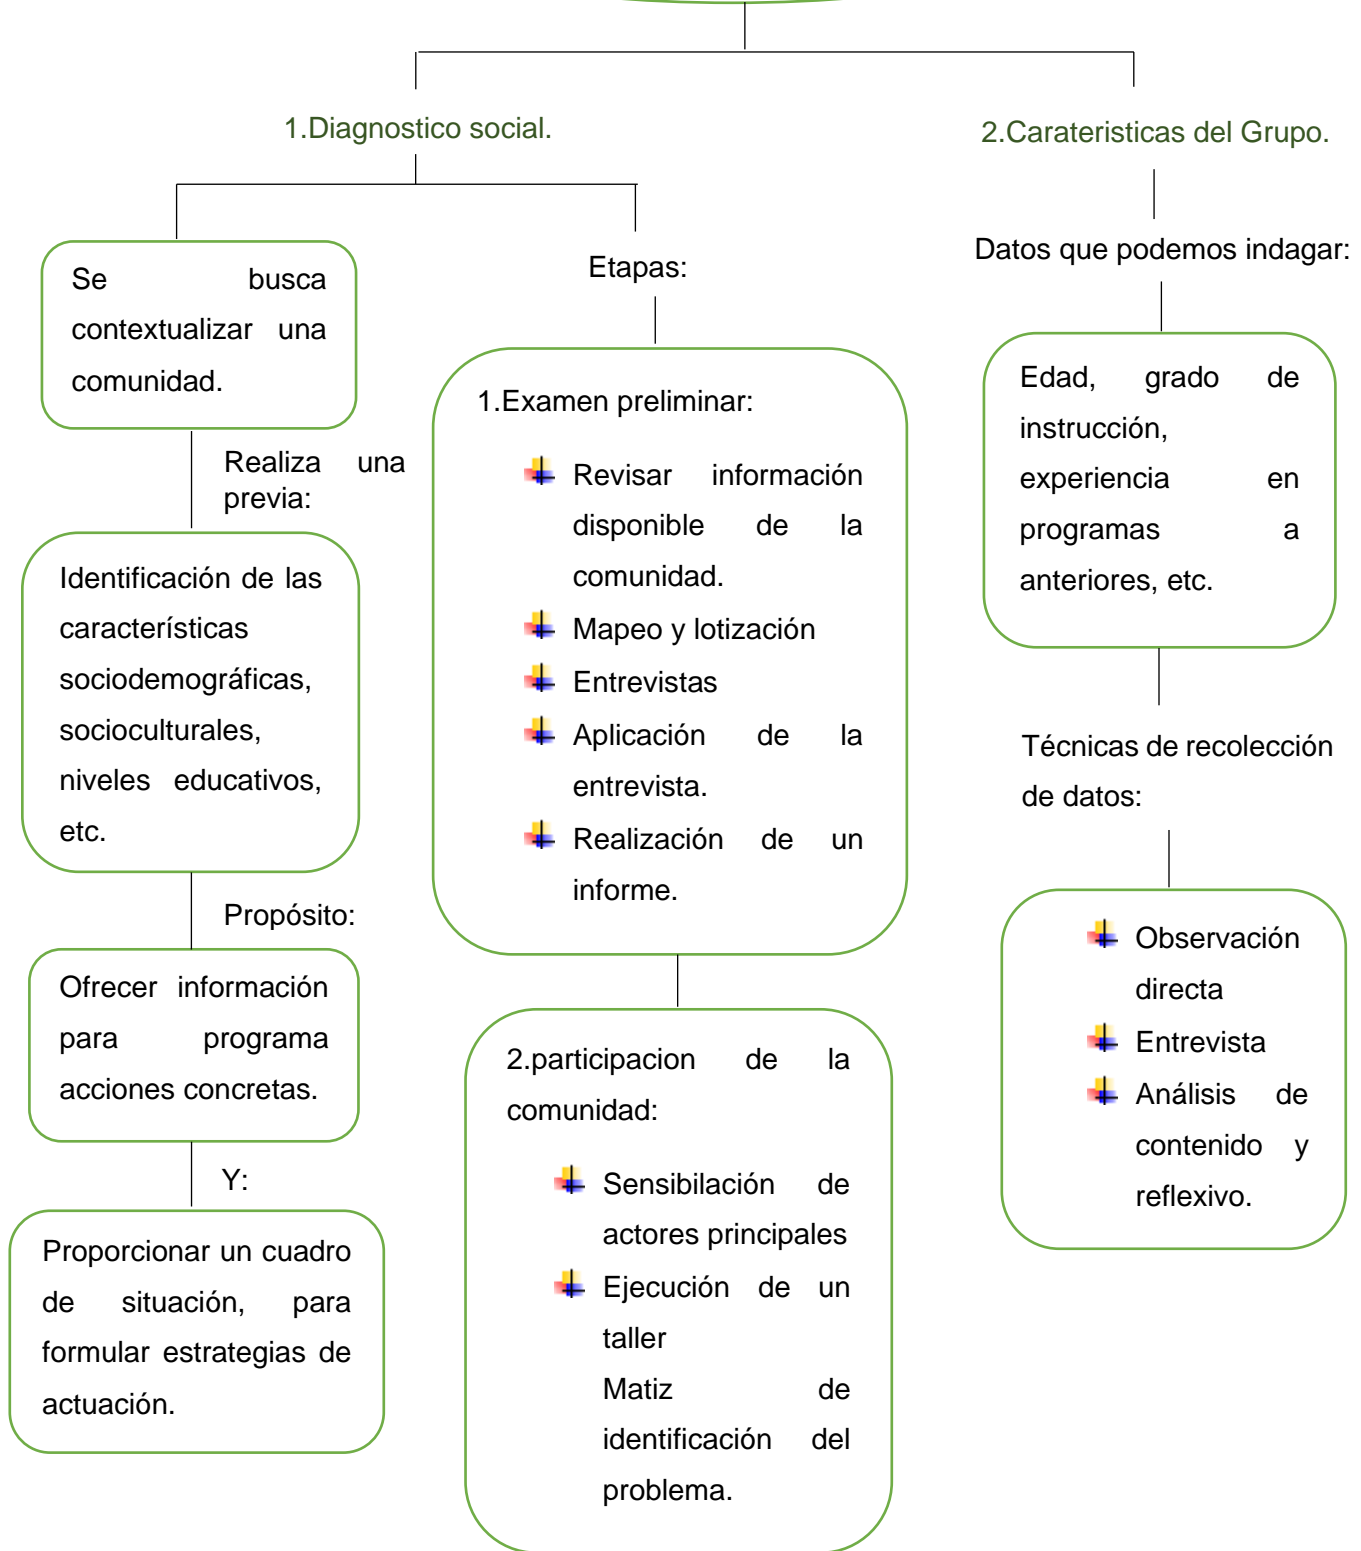 1.Diagnostico social.
Se busca
contextualizar una
comunidad.
Realiza una
previa:
Identificación de las
características
sociodemográficas,
socioculturales,
niveles educativos,
etc.
Propósito:
Ofrecer información
para programa
acciones concretas.
Y:
Proporcionar un cuadro
de situación, para
formular estrategias de
actuación.
Etapas:
1.Examen preliminar:
Revisar información
disponible de la
comunidad.
Mapeo y lotización
Entrevistas
Aplicación de la
entrevista.
Realización de un
informe.
2.participacion de la
comunidad:
Sensibilación de
actores principales
Ejecución de un
taller
Matiz de
identificación del
problema.
2.Carateristicas del Grupo.
Datos que podemos indagar:
Edad, grado de
instrucción,
experiencia en
programas a
anteriores, etc.
Técnicas de recolección
de datos:
Observación
directa
Entrevista
Análisis de
contenido y
reflexivo.